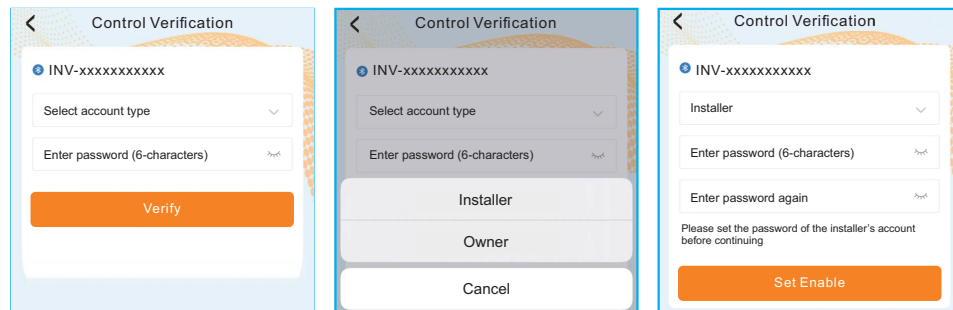 Control Verification
INV-xxxxxxxxxxx
Select account type
Enter password (6-characters)
Verify
Control Verification
INV-xxxxxxxxxxx
Select account type
Enter password (6-characters)
Installer
Owner
Cancel
Control Verification
INV-xxxxxxxxxxx
Installer
Enter password (6-characters)
Enter password again
Please set the password of the installer's account
before continuing
Set Enable